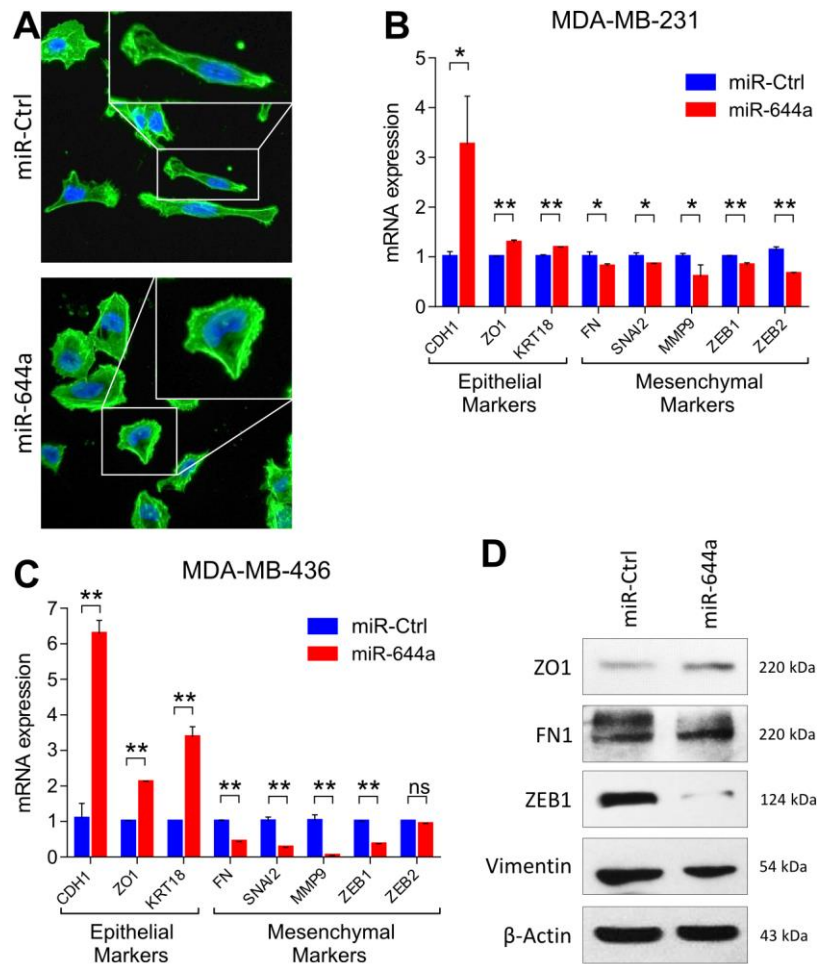 A
miR-Ctrl
miR-644a
B
MDA-MB-231
miR-Ctrl
miR-644a
mRNA expression
5
4
3
2
1
0
*
**
**
*
*
*
**
**
CDH1
ZO1
KRT18
FN
SNAI2
MMP9
ZEB1
ZEB2
Epithelial
Markers
Mesenchymal
Markers
C
MDA-MB-436
miR-Ctrl
miR-644a
mRNA expression
7
6
5
4
3
2
1
0
**
**
**
**
**
**
**
ns
CDH1
ZO1
KRT18
FN
SNAI2
MMP9
ZEB1
ZEB2
Epithelial
Markers
Mesenchymal
Markers
D
miR-Ctrl
miR-644a
ZO1
220 kDa
FN1
220 kDa
ZEB1
124 kDa
Vimentin
54 kDa
β-Actin
43 kDa